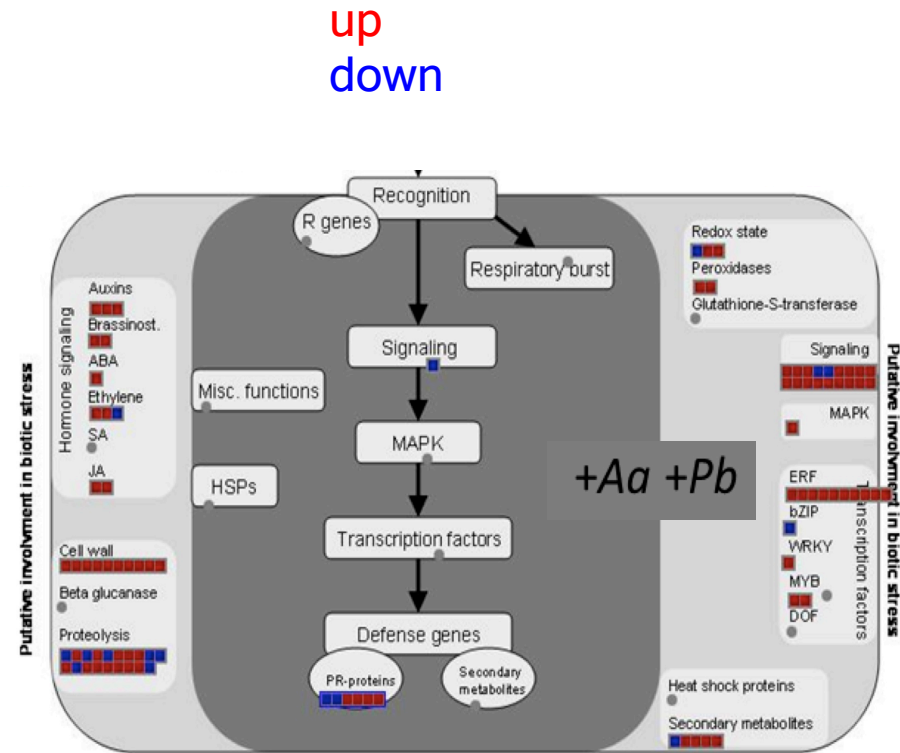 up
down
Recognition
R genes
Respiratory burst
Signaling
Misc. functions
MAPK
HSPs
Transcription factors
Defense genes
PR-proteins
Secondary
metabolites
+Aa +Pb
Putative involvment in biotic stress
Hormone signaling
Auxins
Brassinost.
ABA
Ethylene
SA
JA
Cell wall
Beta glucanase
Proteolysis
Redox state
Peroxidases
Glutathione-S-transferase
Signaling
MAPK
ERF
bZIP
WRKY
MYB
DOF
Transcription factors
Heat shock proteins
Secondary metabolites
Putative involvment in biotic stress